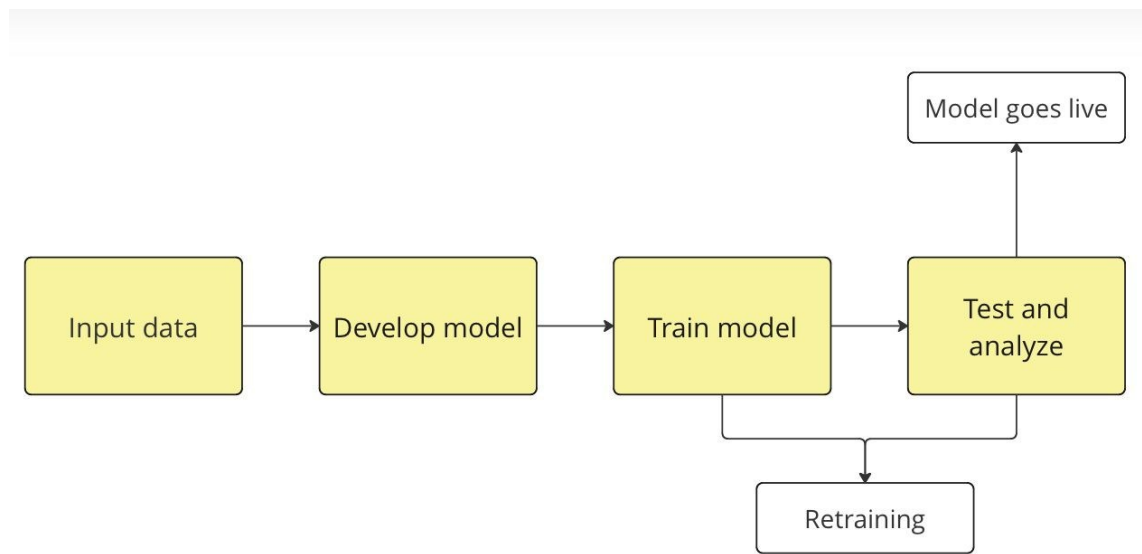 Model goes live
Input data
Develop model
Train model
Test and
analyze
Retraining